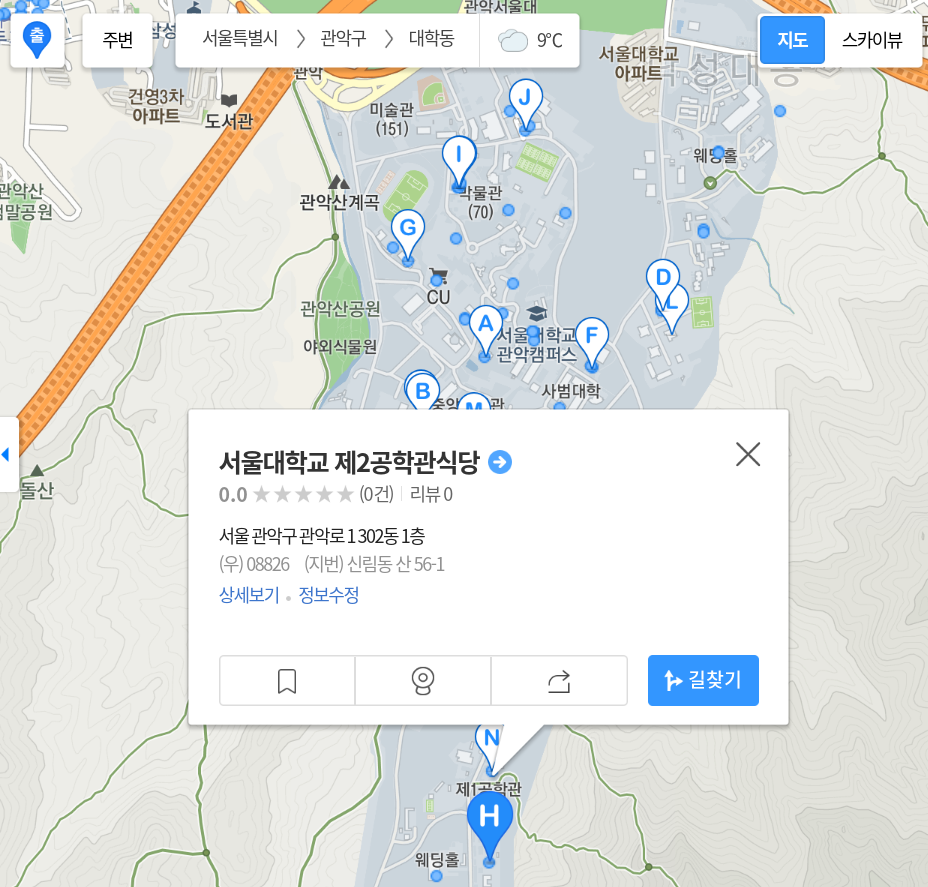 관악서울대
출
주변
서울특별시 > 관악구 > 대학동
9℃
지도
스카이뷰
삼성
관악
서울대학교
아파트
건영3차
아파트
도서관
미술관
(151)
J
I
웨딩홀
관악산
관악산계곡
박물관
(70)
G
CU
D
L
관악산공원
야외식물원
A
F
서울대학교
관악캠퍼스
사범대학
B
M
돌산
서울대학교 제2공학관식당
0.0 ★★★★★ (0건) 리뷰 0
서울 관악구 관악로 1 302동 1층
(우) 08826 (지번) 신림동 산 56-1
상세보기 • 정보수정
길찾기
N
제1공학관
H
웨딩홀